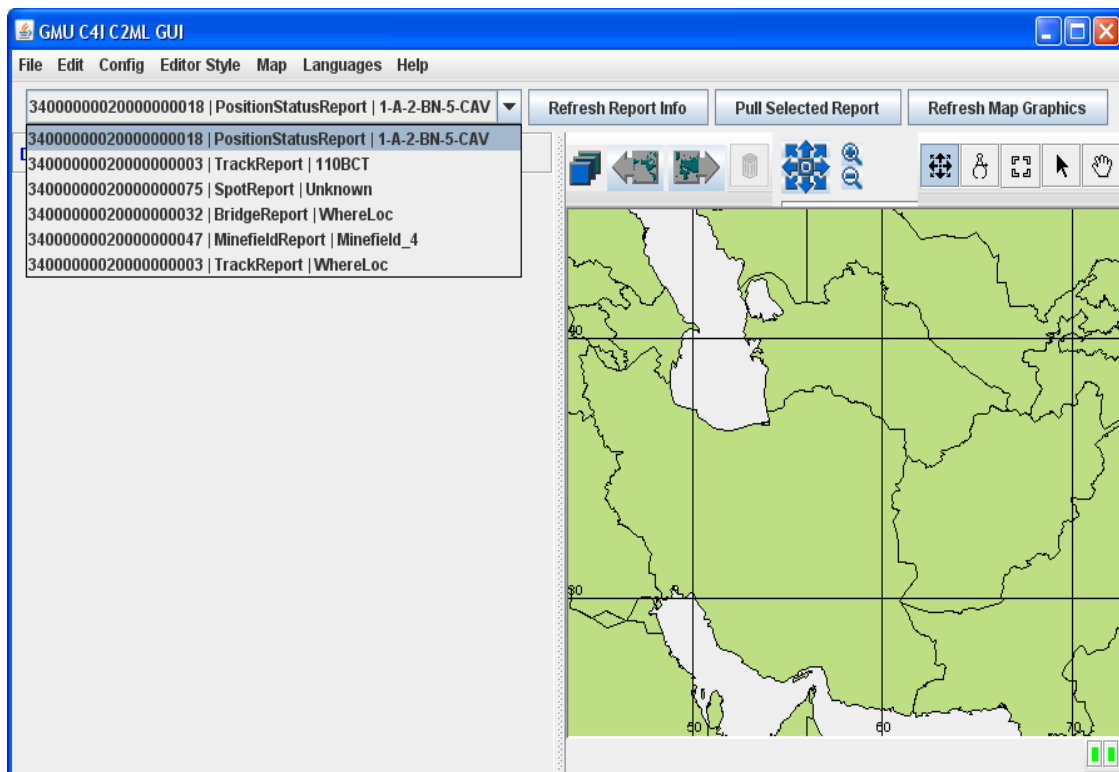 GMU C4I C2ML GUI
File Edit Config Editor Style Map Languages Help
34000000020000000018 | PositionStatusReport | 1-A-2-BN-5-CAV Refresh Report Info Pull Selected Report Refresh Map Graphics
34000000020000000018 | PositionStatusReport | 1-A-2-BN-5-CAV
34000000020000000003 | TrackReport | 110BCT
34000000020000000075 | SpotReport | Unknown
34000000020000000032 | BridgeReport | WhereLoc
34000000020000000047 | MinefieldReport | Minefield_4
34000000020000000003 | TrackReport | WhereLoc
40
30
50 60 70